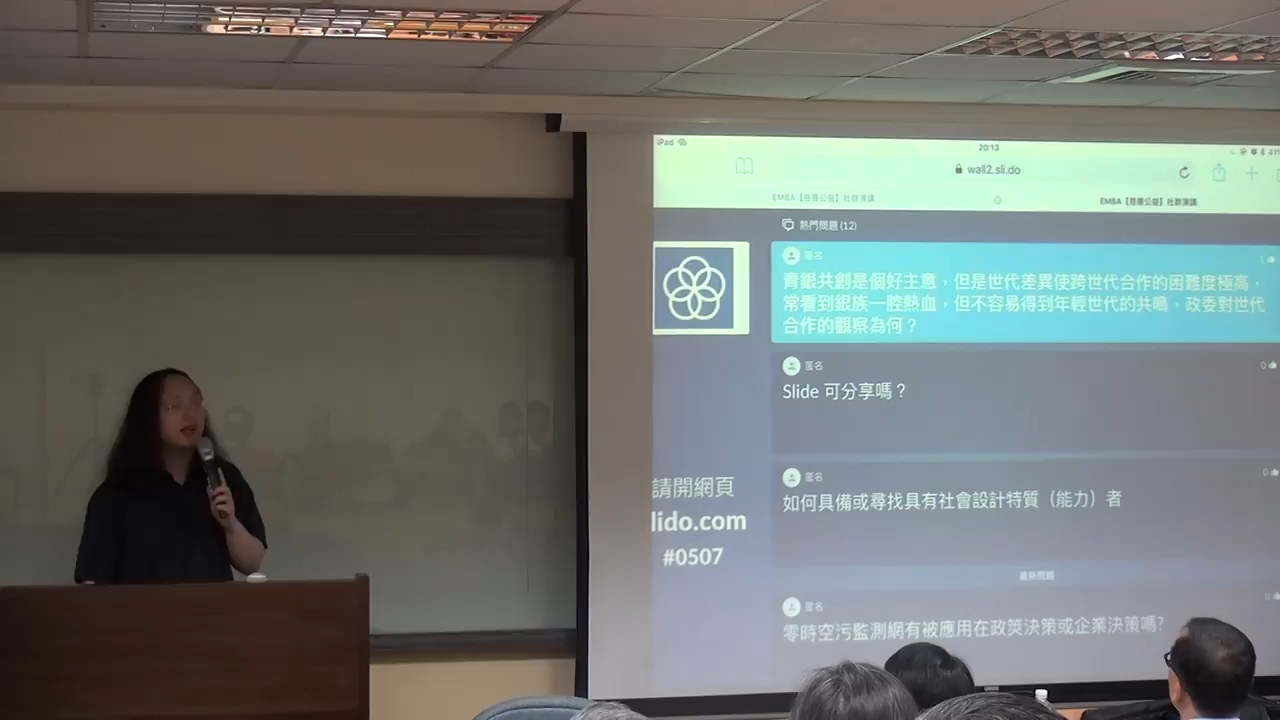 iPad
20:13
wall2.sli.do
EMBA【慈善公益】社群演講
EMBA【慈善公益】社群演講
熱門問題 (12)
匿名
1
青銀共創是個好主意，但是世代差異使跨世代合作的困難度極高，
常看到銀族一腔熱血，但不容易得到年輕世代的共鳴，政委對世代
合作的觀察為何？
匿名
0
Slide 可分享嗎？
匿名
0
如何具備或尋找具有社會設計特質（能力）者
最新問題
匿名
0
零時空污監測網有被應用在政筴決策或企業決策嗎?
請開網頁
lido.com
#0507